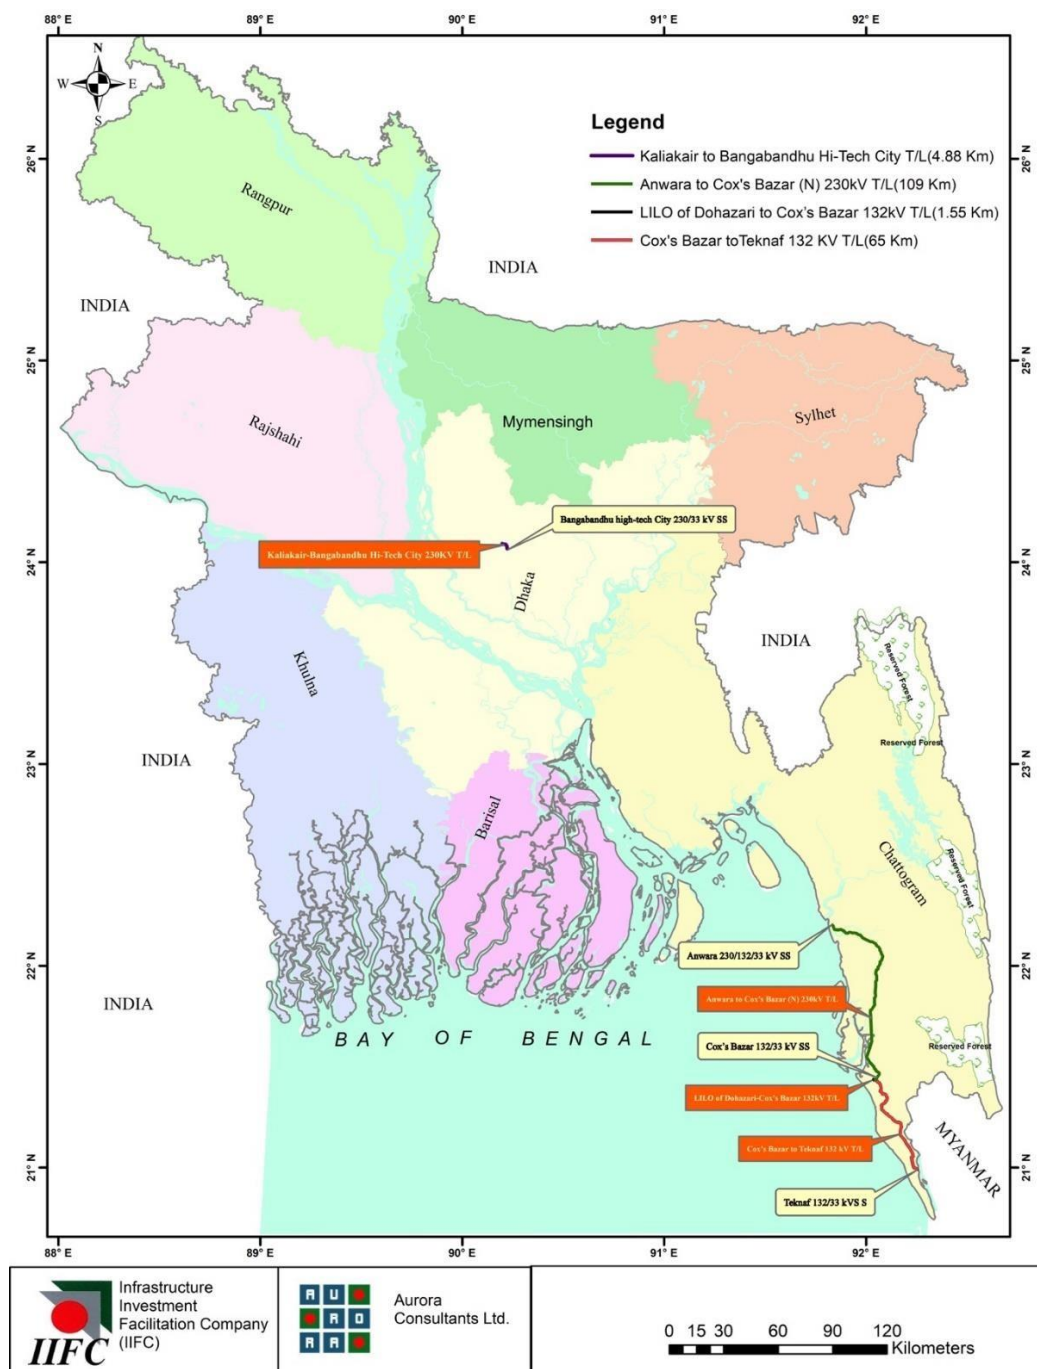 88° E
89° E
90° E
91° E
92° E
N
W
E
S
Legend
Kaliakair to Bangabandhu Hi-Tech City T/L(4.88 Km)
Anwara to Cox's Bazar (N) 230kV T/L(109 Km)
LILO of Dohazari to Cox's Bazar 132kV T/L(1.55 Km)
Cox's Bazar toTeknaf 132 KV T/L(65 Km)
26° N
26° N
Rangpur
INDIA
INDIA
25° N
25° N
Rajshahi
Mymensingh
Sylhet
Bangabandhu high-tech City 230/33 kV SS
Kaliakair-Bangabandhu Hi-Tech City 230KV T/L
24° N
24° N
Dhaka
Khulna
INDIA
Reserved Forest
Reserved Forest
23° N
INDIA
23° N
Barisal
Chattogram
Reserved Forest
22° N
Anwara 230/132/33 kV SS
22° N
INDIA
Anwara to Cox's Bazar (N) 230kV T/L
BAY OF BENGAL
Cox's Bazar 132/33 kV SS
Reserved Forest
LILO of Dohazari-Cox's Bazar 132kV T/L
MYANMAR
Cox's Bazar to Teknaf 132 kV T/L
21° N
21° N
Teknaf 132/33 kVS S
88° E
89° E
90° E
91° E
92° E
IIFC
Infrastructure
Investment
Facilitation Company
(IIFC)
A U
R O
R A
Aurora
Consultants Ltd.
0 15 30 60 90 120
Kilometers